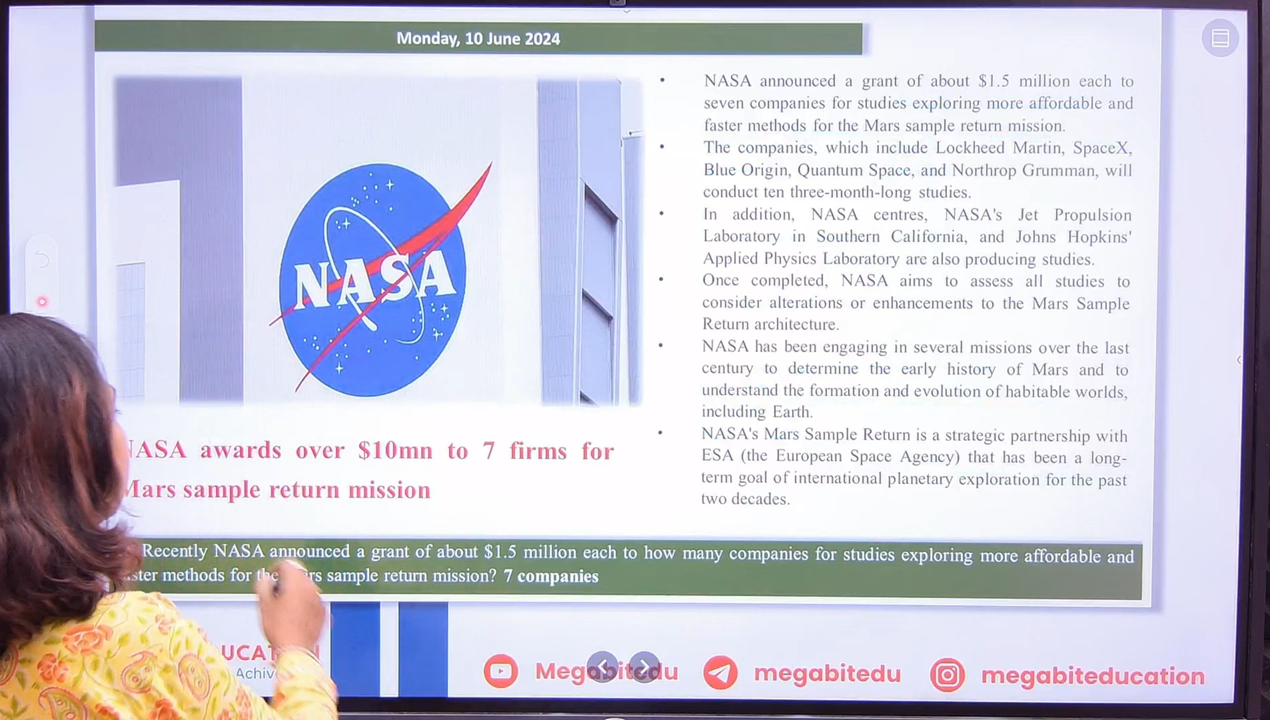 Monday, 10 June 2024
NASA
• NASA announced a grant of about $1.5 million each to
seven companies for studies exploring more affordable and
faster methods for the Mars sample return mission.
• The companies, which include Lockheed Martin, SpaceX,
Blue Origin, Quantum Space, and Northrop Grumman, will
conduct ten three-month-long studies.
• In addition, NASA centres, NASA's Jet Propulsion
Laboratory in Southern California, and Johns Hopkins'
Applied Physics Laboratory are also producing studies.
• Once completed, NASA aims to assess all studies to
consider alterations or enhancements to the Mars Sample
Return architecture.
• NASA has been engaging in several missions over the last
century to determine the early history of Mars and to
understand the formation and evolution of habitable worlds,
including Earth.
• NASA's Mars Sample Return is a strategic partnership with
ESA (the European Space Agency) that has been a long-
term goal of international planetary exploration for the past
two decades.
NASA awards over $10mn to 7 firms for
Mars sample return mission
Recently NASA announced a grant of about $1.5 million each to how many companies for studies exploring more affordable and
methods for the sample return mission? 7 companies
Megabitedu
megabitedu
megabiteducation